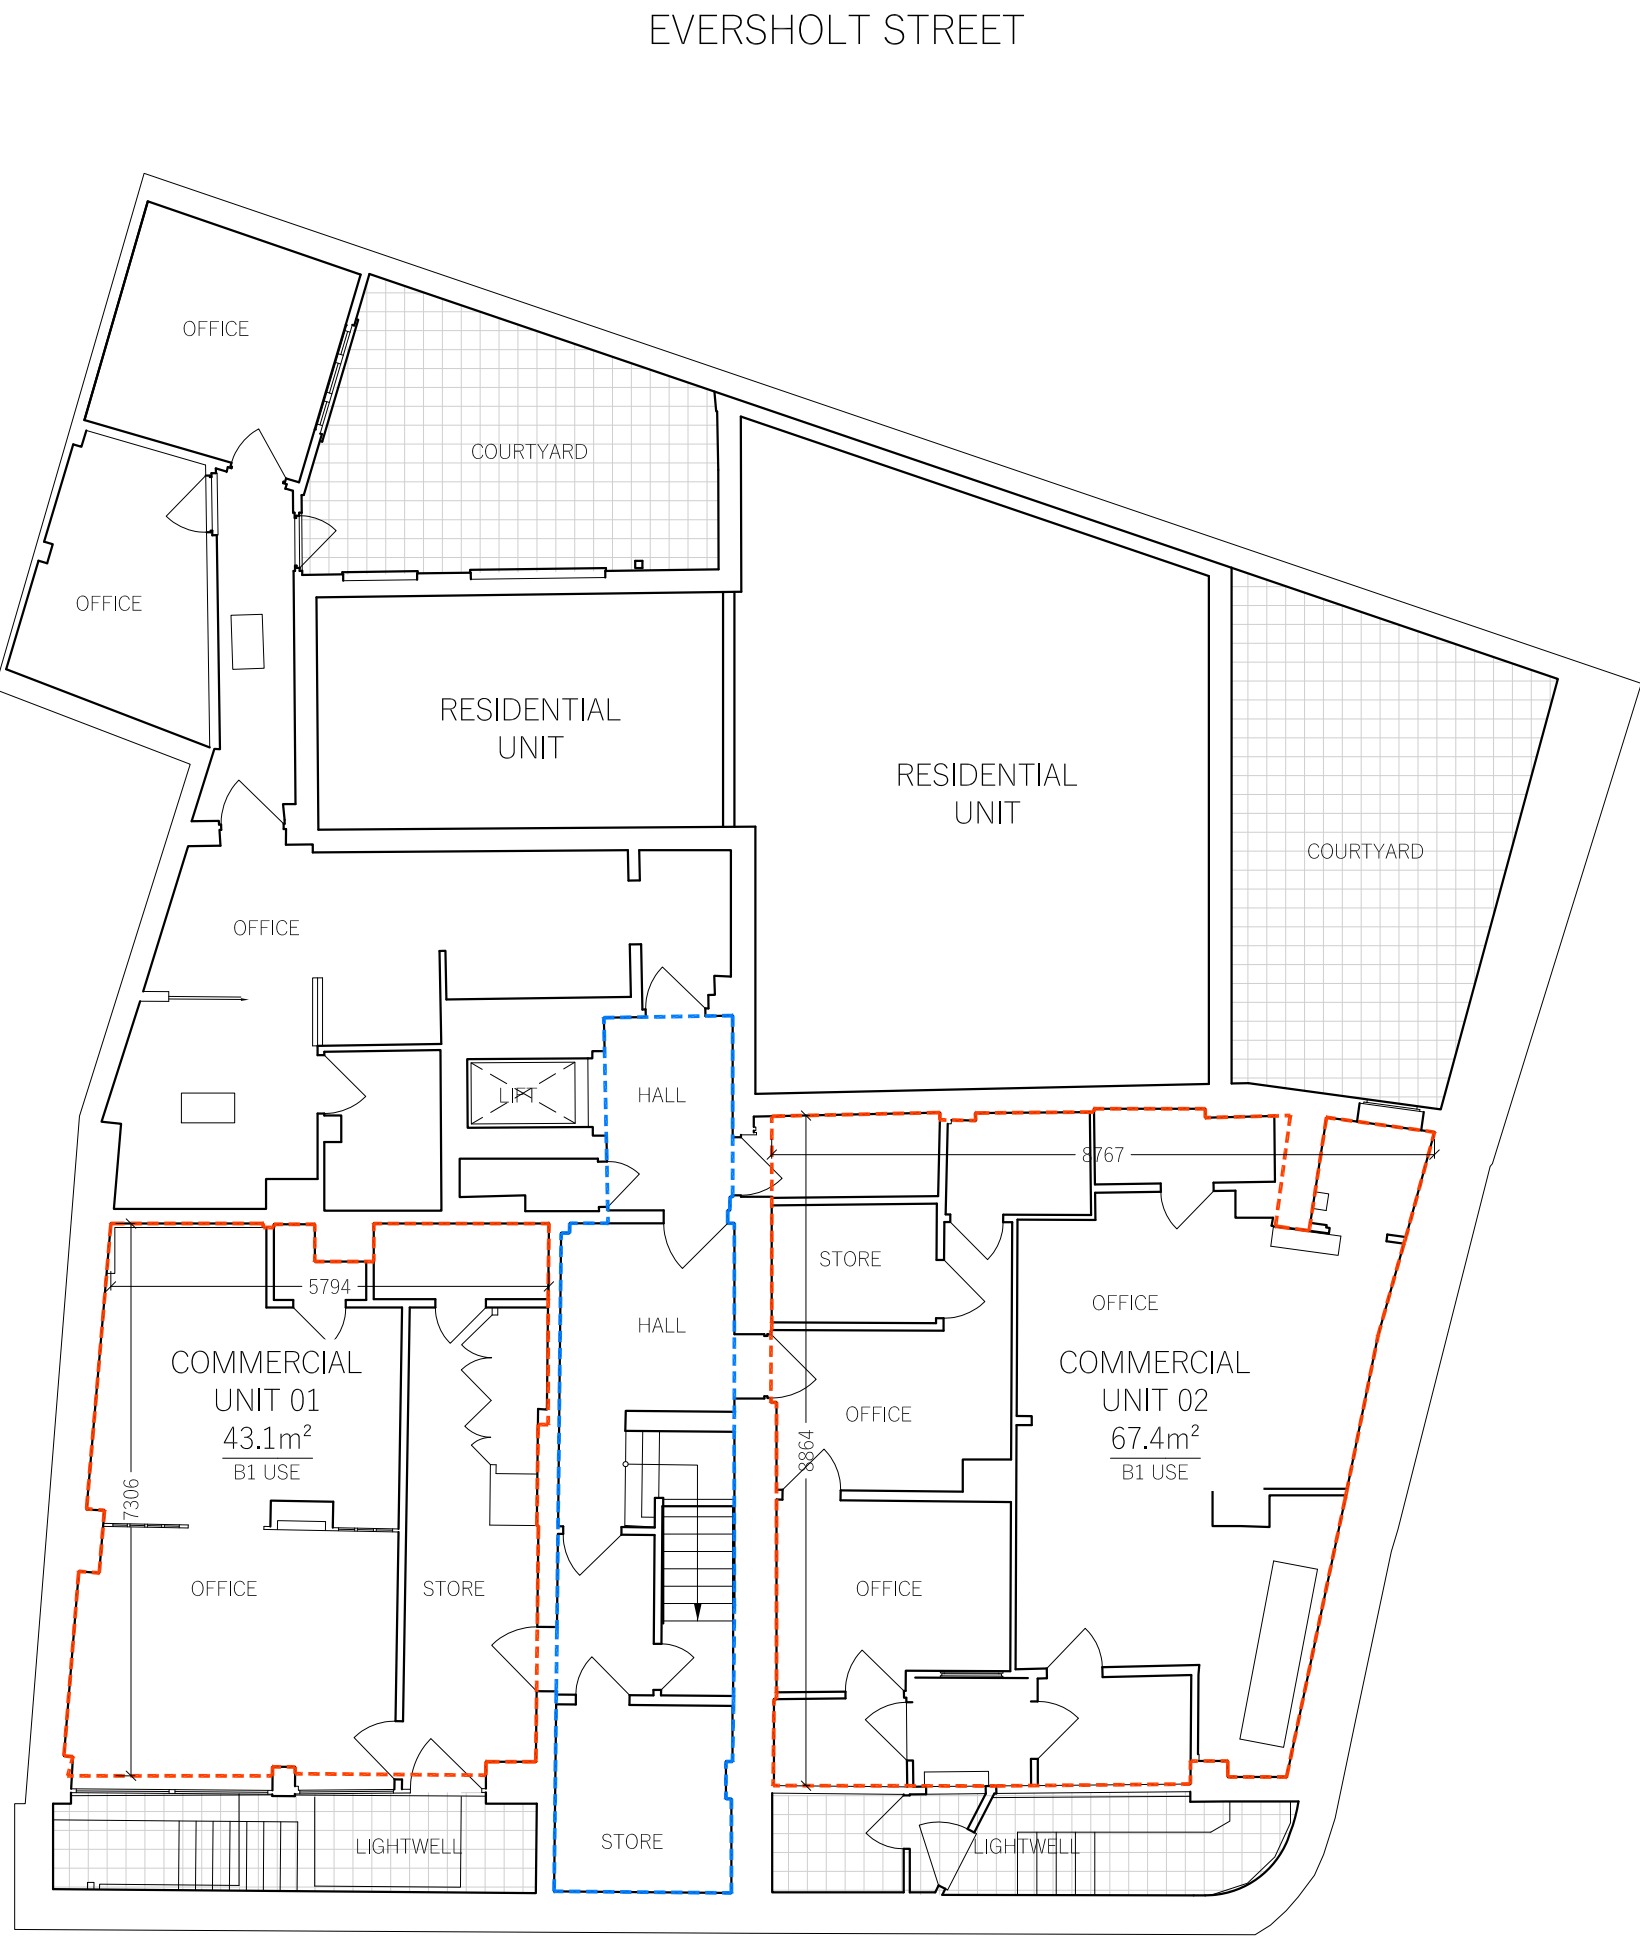 EVERSHOLT STREET
OFFICE
COURTYARD
OFFICE
RESIDENTIAL
UNIT
RESIDENTIAL
UNIT
COURTYARD
OFFICE
LIFT
HALL
8767
STORE
5794
OFFICE
HALL
COMMERCIAL
UNIT 01
43.1m²
B1 USE
COMMERCIAL
UNIT 02
67.4m²
B1 USE
OFFICE
8864
7306
OFFICE
STORE
OFFICE
STORE
LIGHTWELL
LIGHTWELL